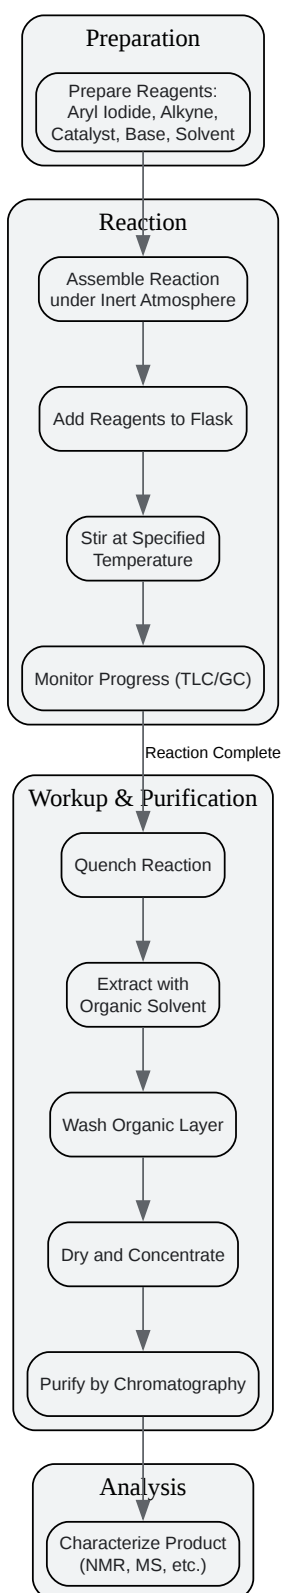 Preparation
Prepare Reagents:
Aryl Iodide, Alkyne,
Catalyst, Base, Solvent
Reaction
Assemble Reaction
under Inert Atmosphere
Add Reagents to Flask
Stir at Specified
Temperature
Monitor Progress (TLC/GC)
Reaction Complete
Workup & Purification
Quench Reaction
Extract with
Organic Solvent
Wash Organic Layer
Dry and Concentrate
Purify by Chromatography
Analysis
Characterize Product
(NMR, MS, etc.)